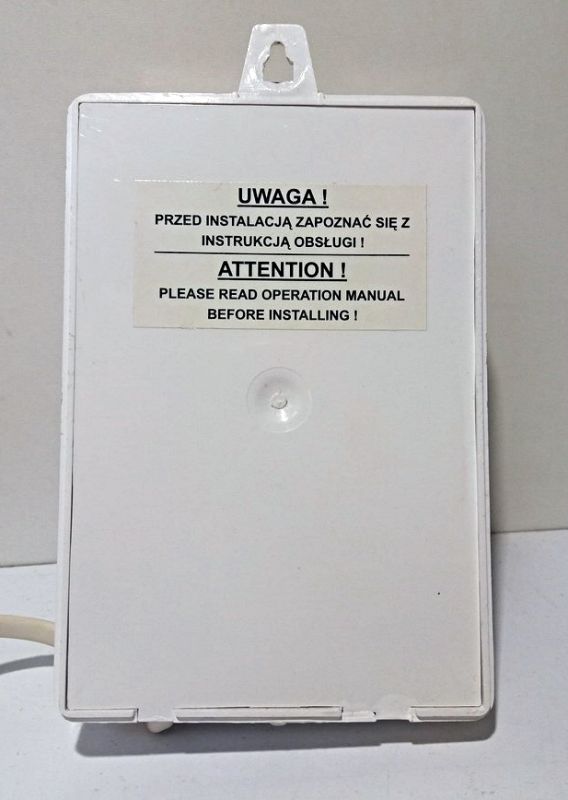 UWAGA !
PRZED INSTALACJĄ ZAPOZNAĆ SIĘ Z
INSTRUKCJĄ OBSŁUGI !
ATTENTION !
PLEASE READ OPERATION MANUAL
BEFORE INSTALLING !